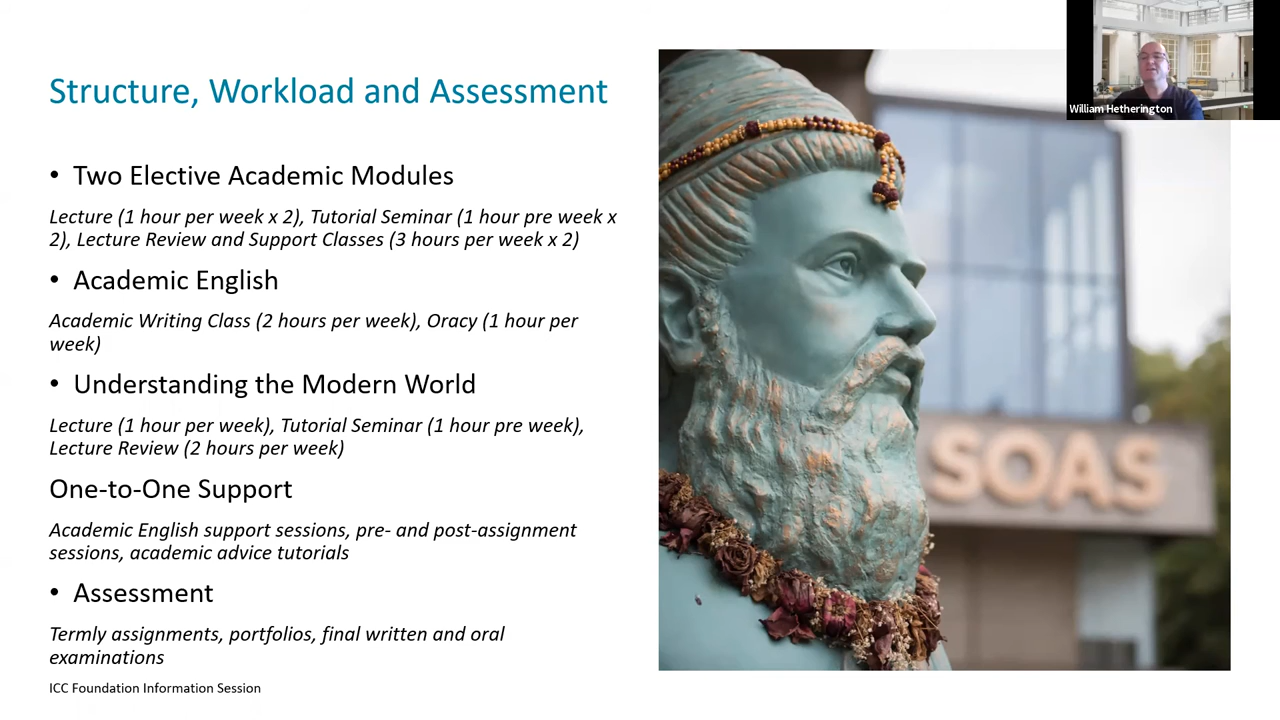 William Hetherington
Structure, Workload and Assessment
• Two Elective Academic Modules
Lecture (1 hour per week x 2), Tutorial Seminar (1 hour pre week x
2), Lecture Review and Support Classes (3 hours per week x 2)
• Academic English
Academic Writing Class (2 hours per week), Oracy (1 hour per
week)
• Understanding the Modern World
Lecture (1 hour per week), Tutorial Seminar (1 hour pre week),
Lecture Review (2 hours per week)
One-to-One Support
Academic English support sessions, pre- and post-assignment
sessions, academic advice tutorials
• Assessment
Termly assignments, portfolios, final written and oral
examinations
ICC Foundation Information Session
SOAS